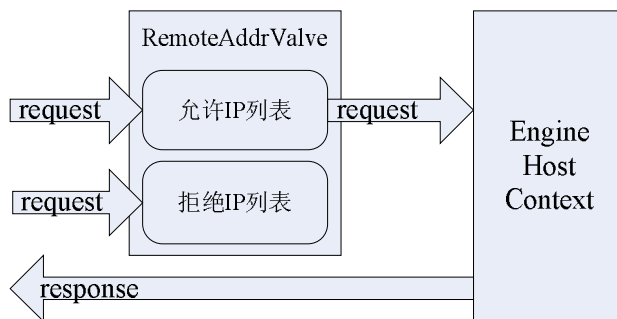 RemoteAddrValve
request
允许IP列表
request
Engine
Host
Context
request
拒绝IP列表
response